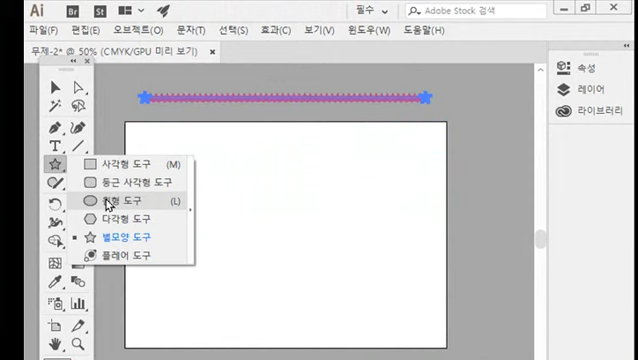 Ai Br St 필수 Adobe Stock 검색
파일(F) 편집(E) 오브젝트(O) 문자(T) 선택(S) 효과(C) 보기(V) 윈도우(W) 도움말(H)
무제-2* @ 50% (CMYK/GPU 미리 보기)
속성
레이어
라이브러리
T
사각형 도구 (M)
둥근 사각형 도구
원형 도구 (L)
다각형 도구
별모양 도구
플레어 도구